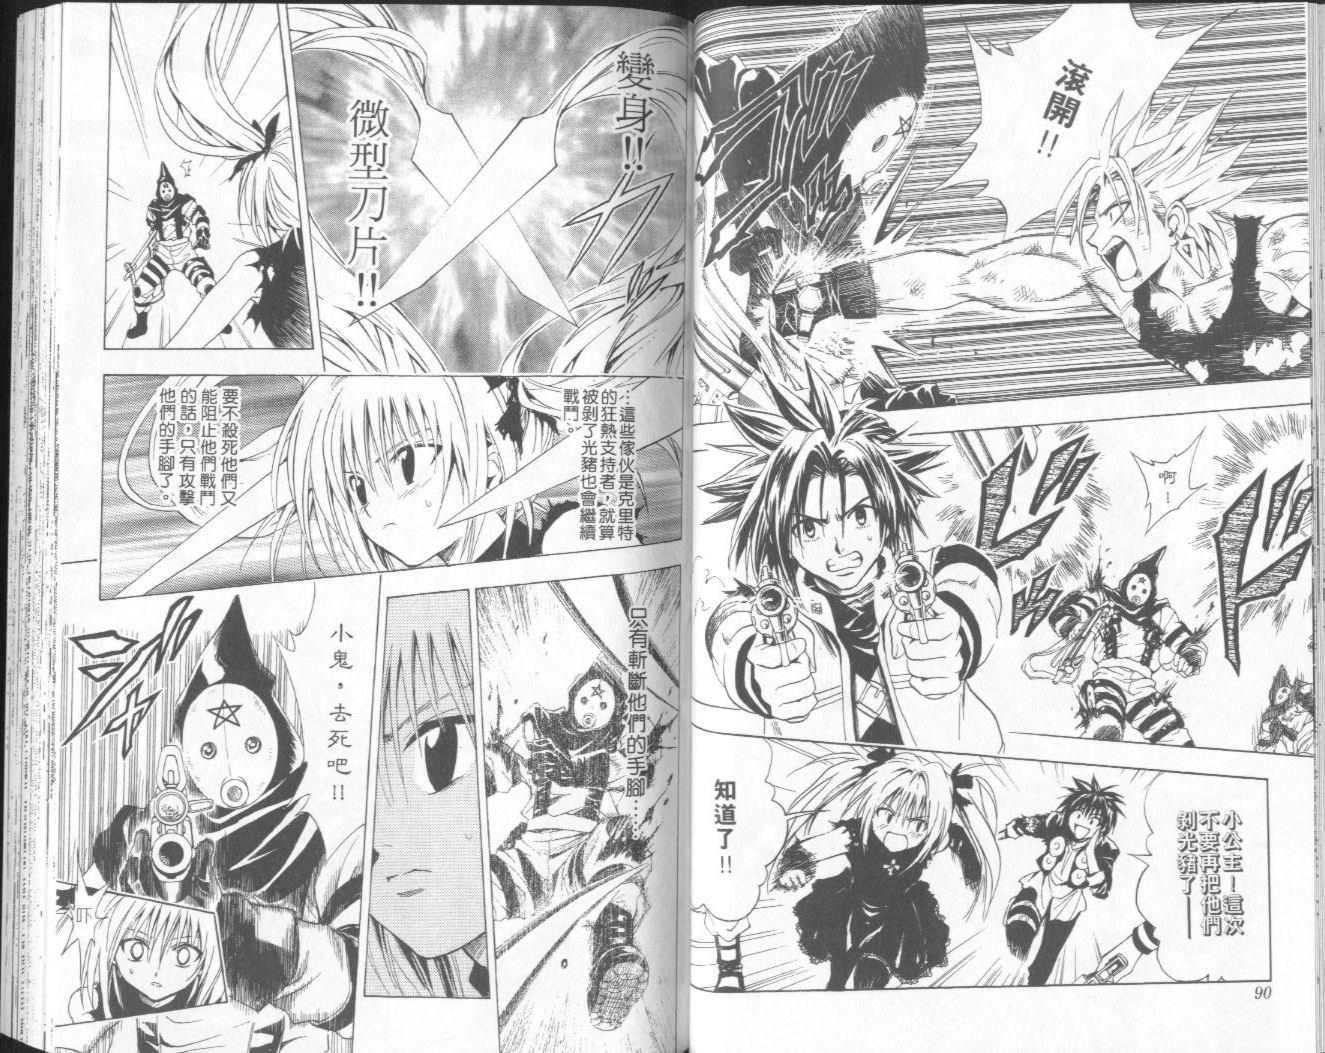 滾開!!
啊!
小公主!這次
不要再把他們
剝光豬了——
知道了!!
90
變身!!
微型刀片!!
…這些傢伙是克里特
的狂熱支持者,就算
被剝了光豬也會繼續
戰鬥。
要不殺死他們又
能阻止他們戰鬥
的話,只有攻擊
他們的手腳了。
只有斬斷他們的手腳……
小鬼,去死吧!!
吓